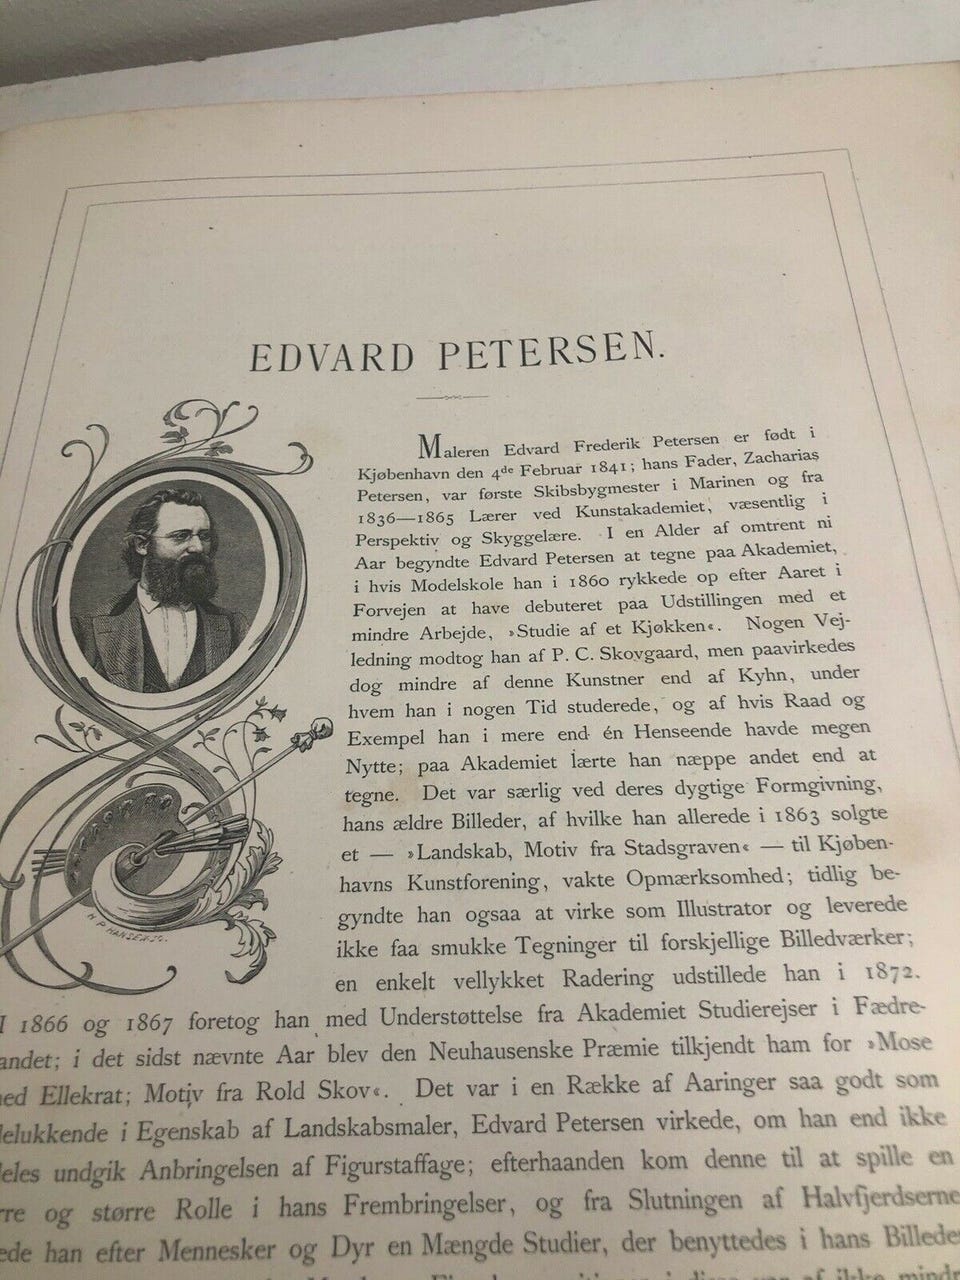 EDVARD PETERSEN.
Maleren Edvard Frederik Petersen er født i
Kjøbenhavn den 4de Februar 1841; hans Fader, Zacharias
Petersen, var første Skibsbygmester i Marinen og fra
1836—1865 Lærer ved Kunstakademiet, væsentlig i
Perspektiv og Skyggelære. I en Alder af omtrent ni
Aar begyndte Edvard Petersen at tegne paa Akademiet,
i hvis Modelskole han i 1860 rykkede op efter Aaret i
Forvejen at have debuteret paa Udstillingen med et
mindre Arbejde, »Studie af et Kjøkken«. Nogen Vej-
ledning modtog han af P. C. Skovgaard, men paavirkedes
dog mindre af denne Kunstner end af Kyhn, under
hvem han i nogen Tid studerede, og af hvis Raad og
Exempel han i mere end én Henseende havde megen
Nytte; paa Akademiet lærte han næppe andet end at
tegne. Det var særlig ved deres dygtige Formgivning,
hans ældre Billeder, af hvilke han allerede i 1863 solgte
et — »Landskab, Motiv fra Stadsgraven« — til Kjøben-
havns Kunstforening, vakte Opmærksomhed; tidlig be-
gyndte han ogsaa at virke som Illustrator og leverede
ikke faa smukke Tegninger til forskjellige Billedværker;
en enkelt vellykket Radering udstillede han i 1872.
I 1866 og 1867 foretog han med Understøttelse fra Akademiet Studierejser i Fædre-
andet; i det sidst nævnte Aar blev den Neuhausenske Præmie tilkjendt ham for »Mose
ed Ellekrat; Motiv fra Rold Skov«. Det var i en Række af Aaringer saa godt som
elukkende i Egenskab af Landskabsmaler, Edvard Petersen virkede, om han end ikke
eles undgik Anbringelsen af Figurstaffage; efterhaanden kom denne til at spille en
re og større Rolle i hans Frembringelser, og fra Slutningen af Halvfjerdserne
ede han efter Mennesker og Dyr en Mængde Studier, der benyttedes i hans Billede
H P HANSEN SC.